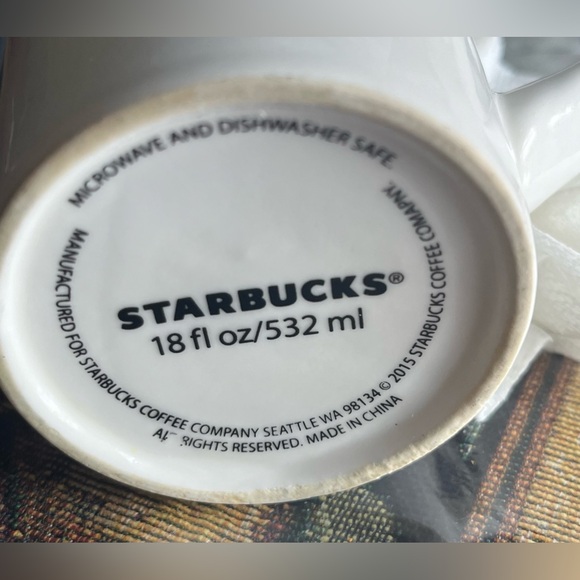 MICROWAVE AND DISHWASHER SAFE.
STARBUCKS®
18 fl oz/532 ml
MANUFACTURED FOR STARBUCKS COFFEE COMPANY SEATTLE WA 98134 © 2015 STARBUCKS COFFEE COMAPNY.
RIGHTS RESERVED. MADE IN CHINA